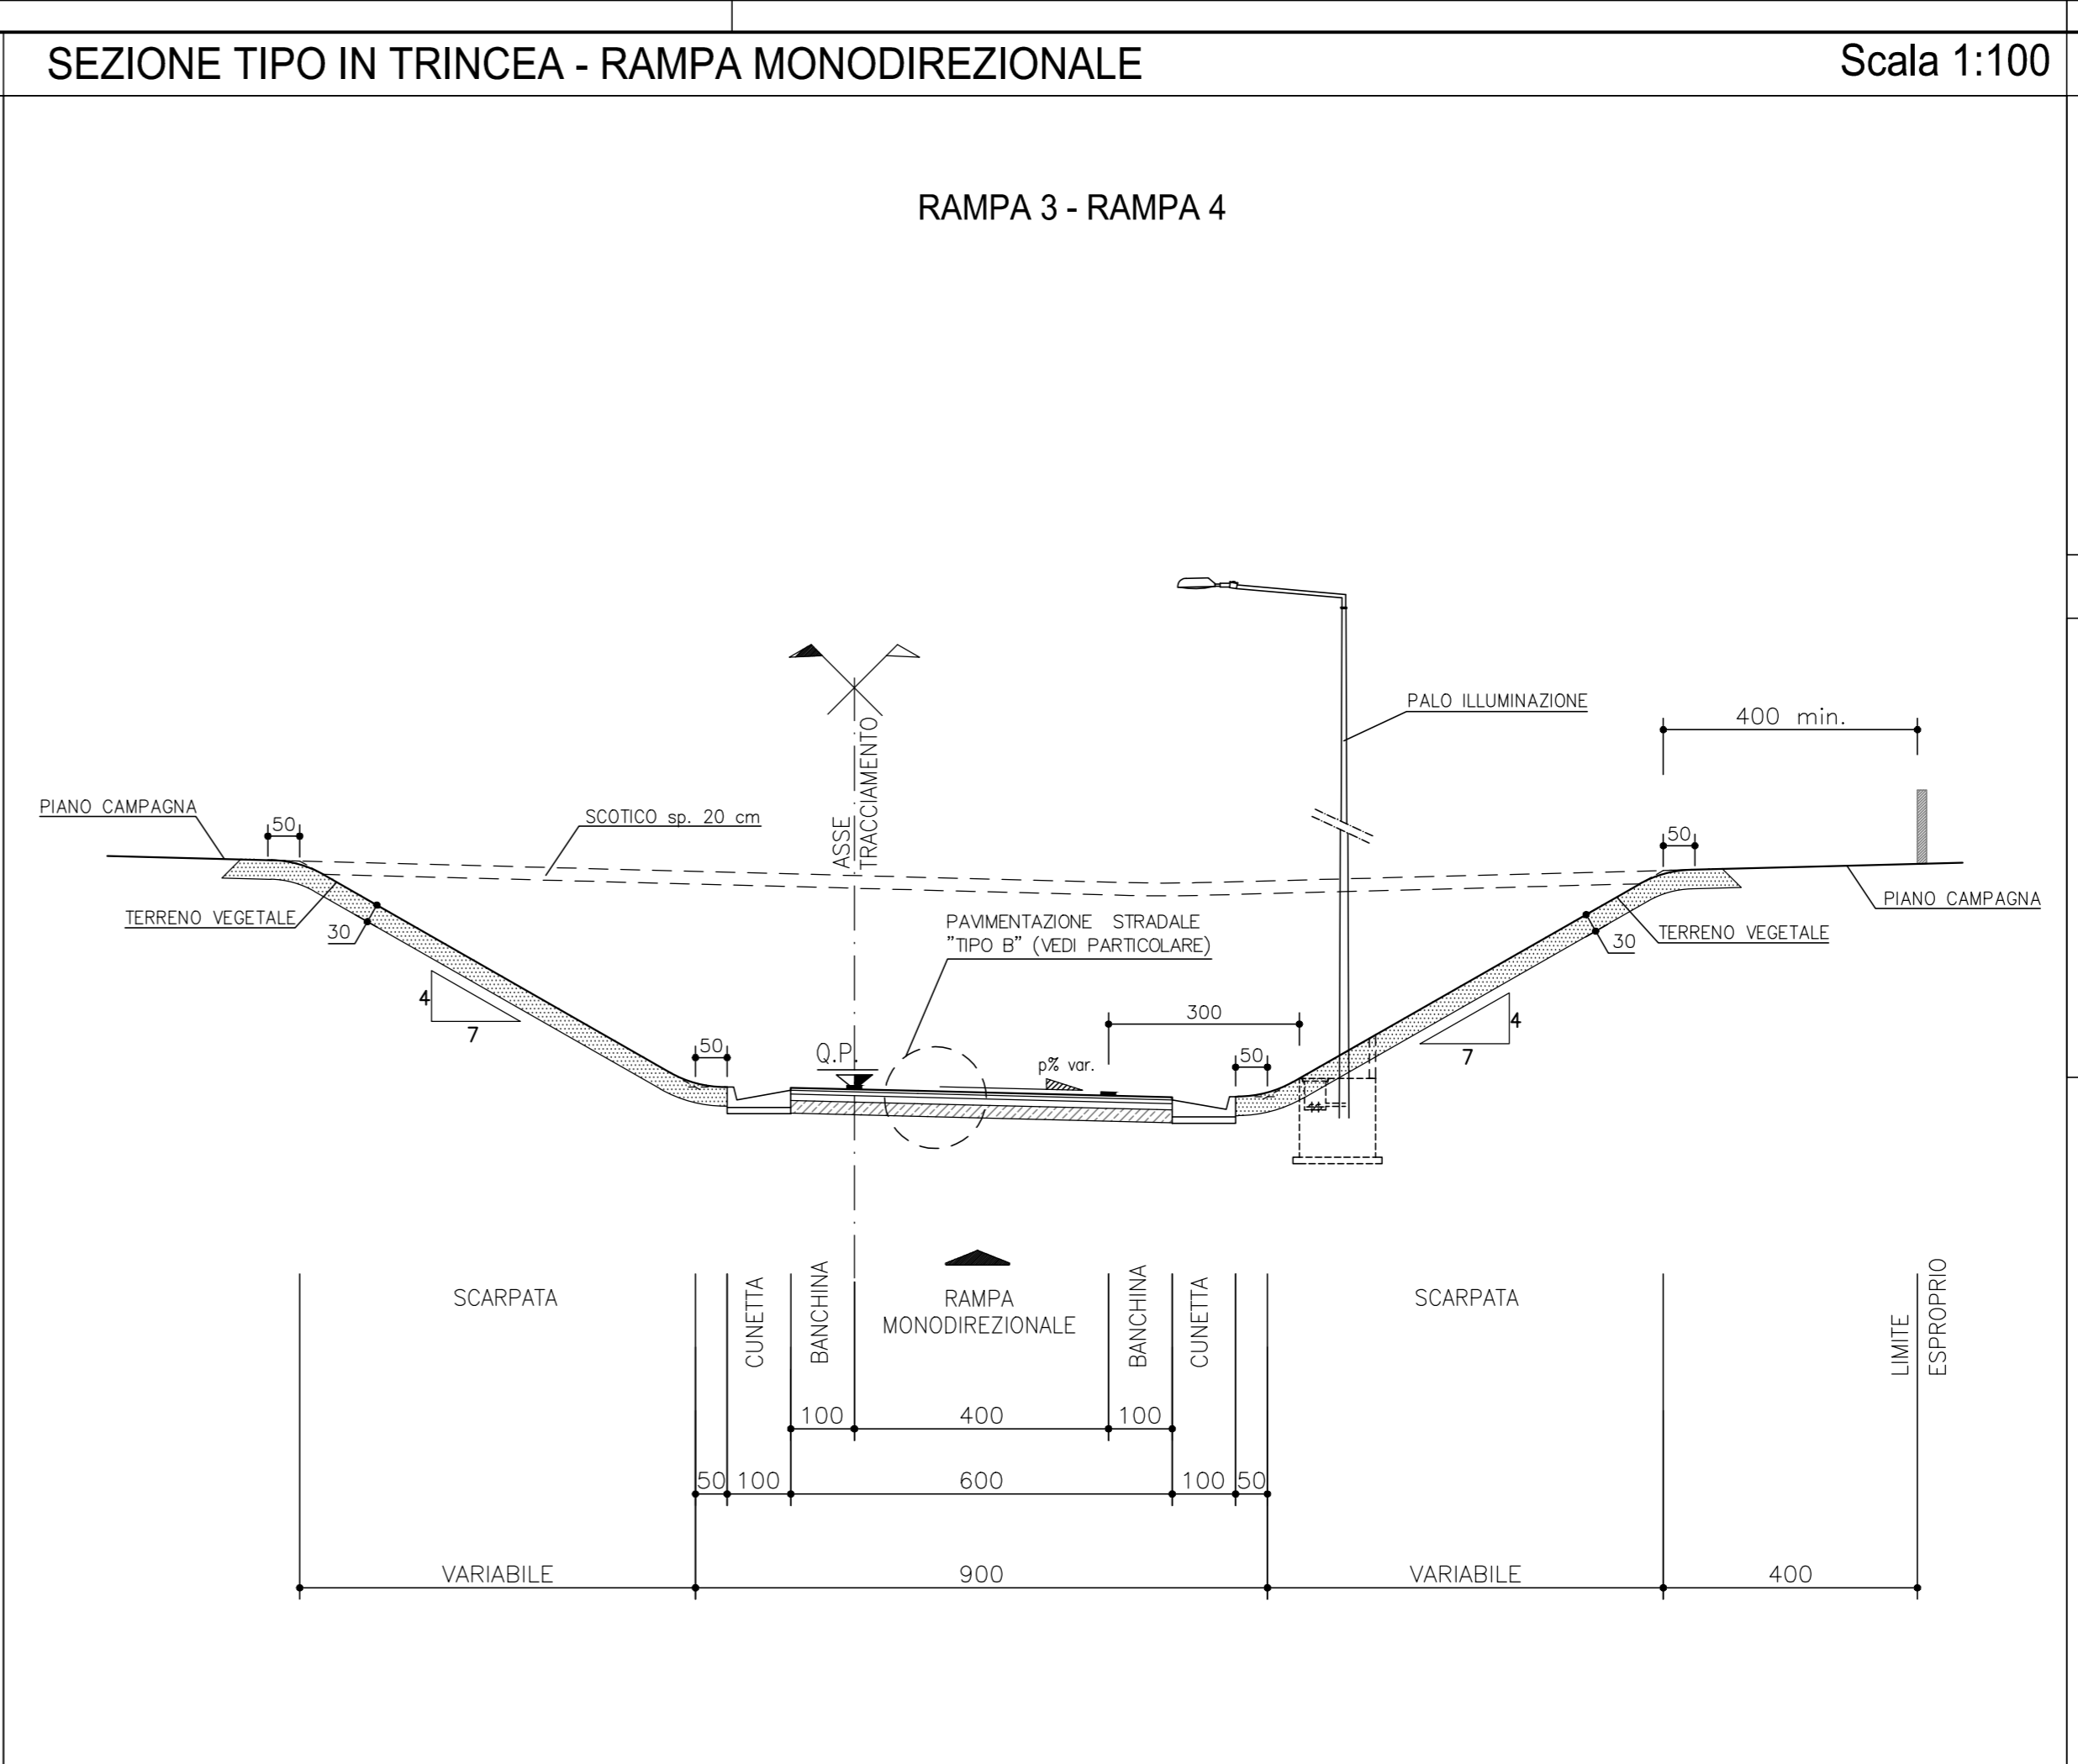 SEZIONE TIPO IN TRINCEA - RAMPA MONODIREZIONALE
Scala 1:100
RAMPA 3 - RAMPA 4
PALO ILLUMINAZIONE
400 min.
ASSE
TRACCIAMENTO
PIANO CAMPAGNA
50
SCOTICO sp. 20 cm
50
PIANO CAMPAGNA
TERRENO VEGETALE
30
PAVIMENTAZIONE STRADALE
"TIPO B" (VEDI PARTICOLARE)
TERRENO VEGETALE
30
4
7
300
4
7
50
Q.P.
p% var.
50
SCARPATA
CUNETTA
BANCHINA
RAMPA
MONODIREZIONALE
BANCHINA
CUNETTA
SCARPATA
LIMITE
ESPROPRIO
100
400
100
50
100
600
100
50
VARIABILE
900
VARIABILE
400